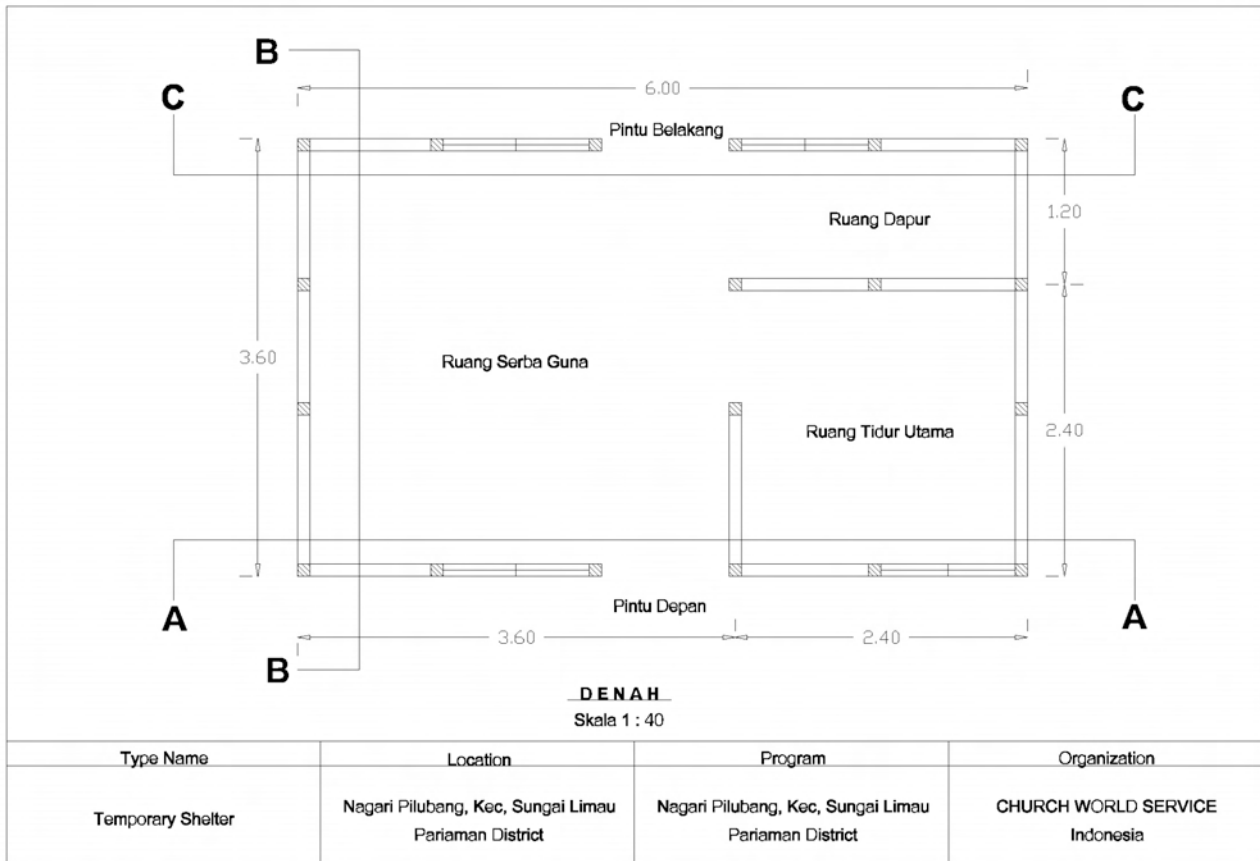 B
6.00
C
C
Pintu Belakang
Ruang Dapur
1.20
3.60
Ruang Serba Guna
Ruang Tidur Utama
2.40
A
Pintu Depan
A
3.60
2.40
B
DENAH
Skala 1 : 40
Type Name
Location
Program
Organization
Temporary Shelter
Nagari Pilubang, Kec, Sungai Limau
Pariaman District
Nagari Pilubang, Kec, Sungai Limau
Pariaman District
CHURCH WORLD SERVICE
Indonesia